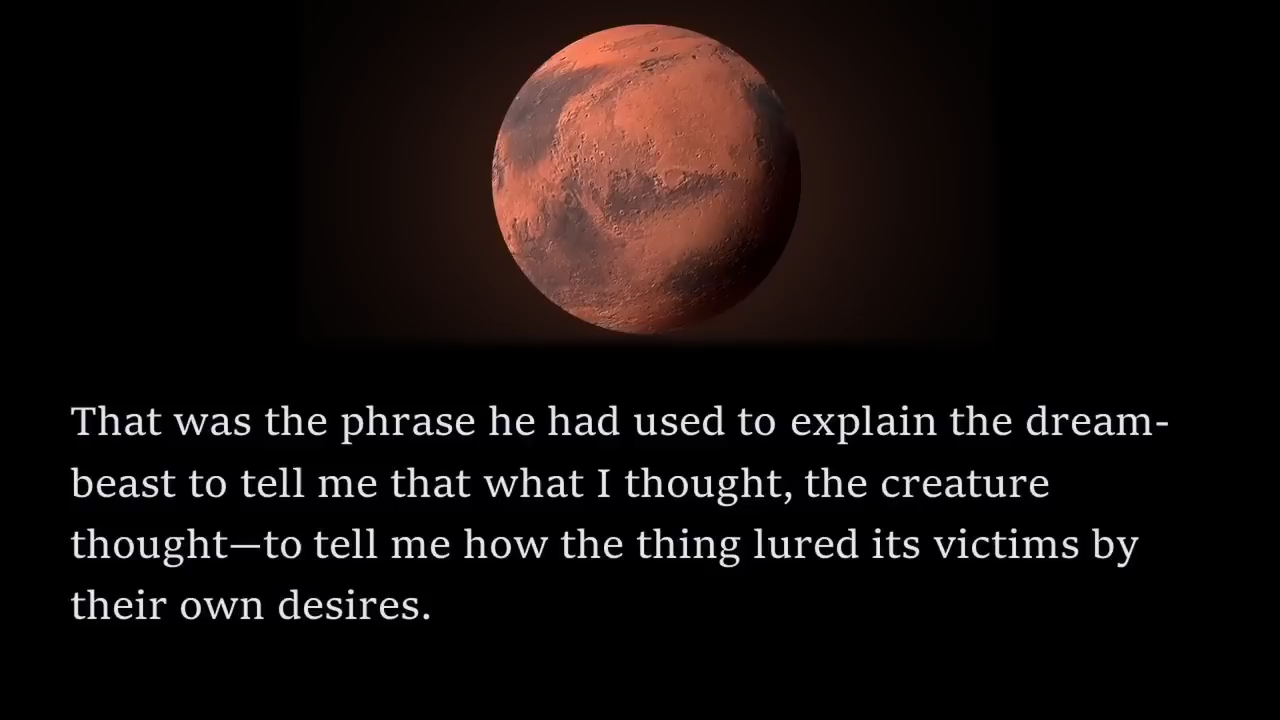 That was the phrase he had used to explain the dream-
beast to tell me that what I thought, the creature
thought—to tell me how the thing lured its victims by
their own desires.